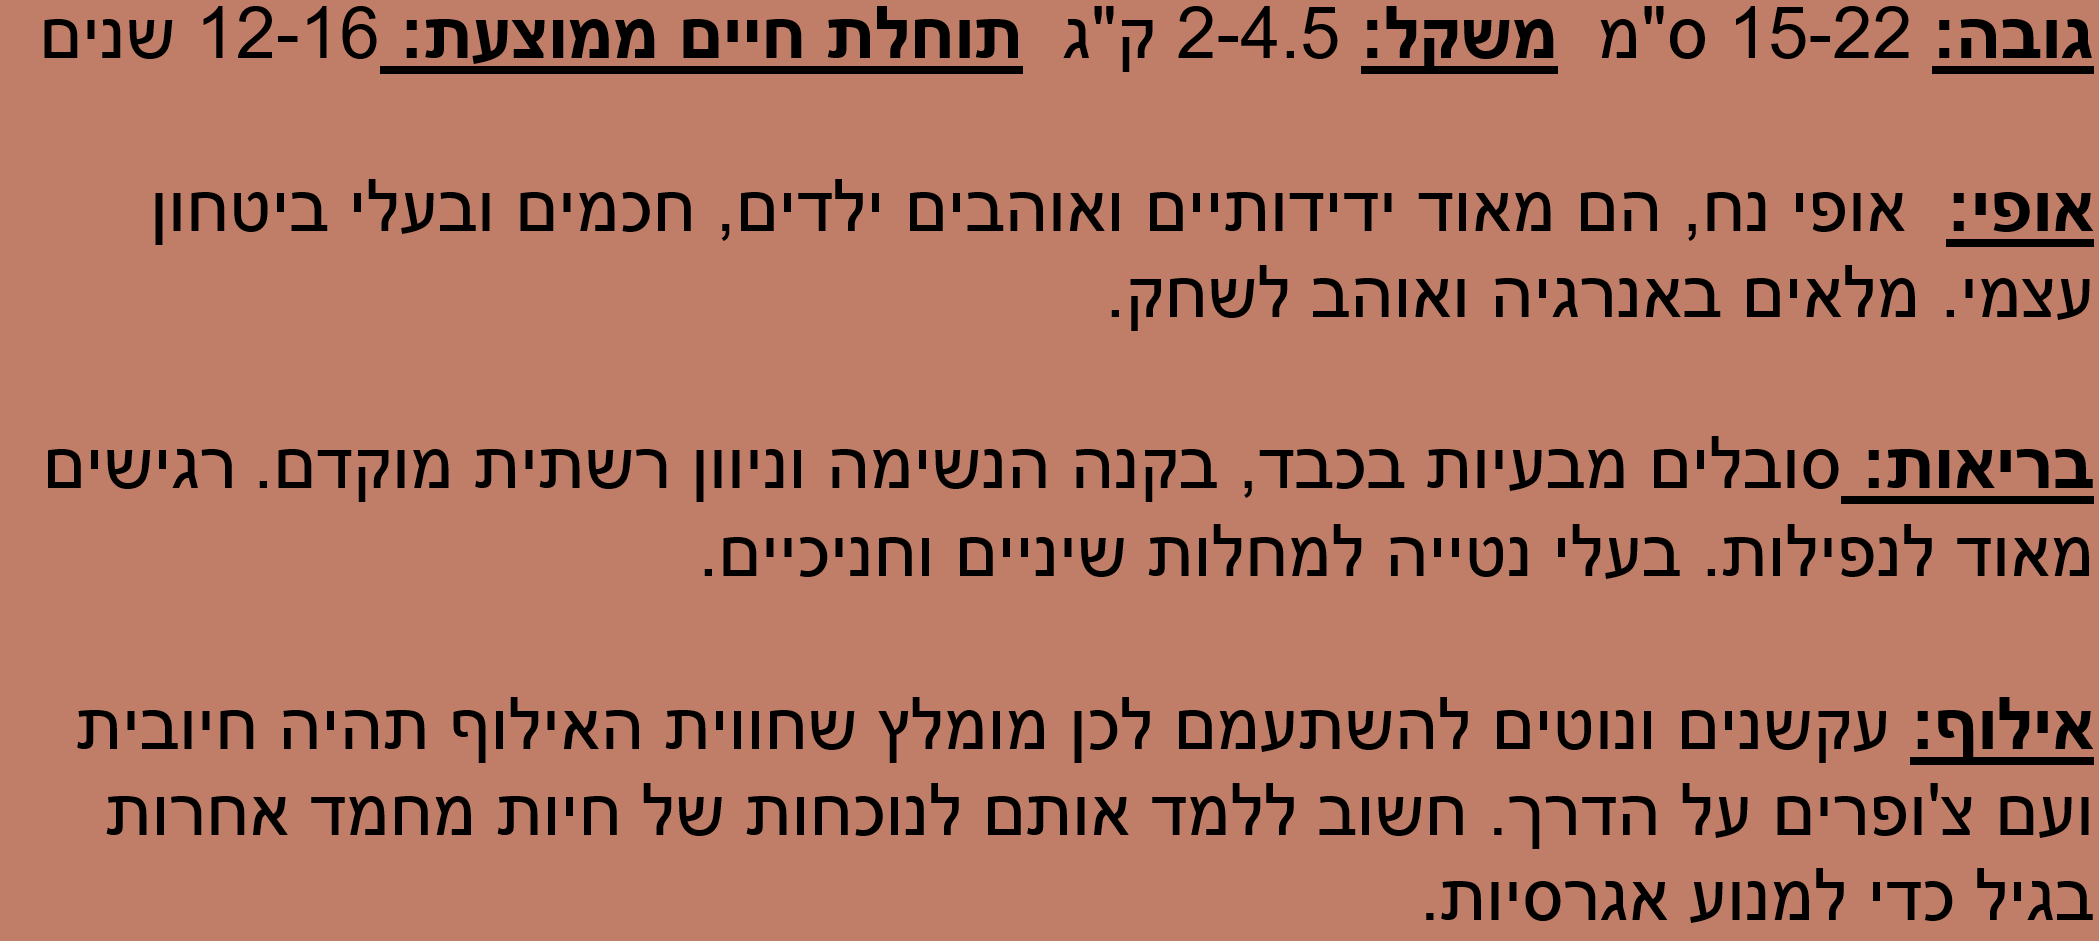 גובה: 15-22 ס"מ  משקל: 2-4.5 ק"ג  תוחלת חיים ממוצעת: 12-16 שנים
אופי:  אופי נח, הם מאוד ידידותיים ואוהבים ילדים, חכמים ובעלי ביטחון
עצמי. מלאים באנרגיה ואוהב לשחק.
בריאות: סובלים מבעיות בכבד, בקנה הנשימה וניוון רשתית מוקדם. רגישים
מאוד לנפילות. בעלי נטייה למחלות שיניים וחניכיים.
אילוף: עקשנים ונוטים להשתעמם לכן מומלץ שחווית האילוף תהיה חיובית
ועם צ'ופרים על הדרך. חשוב ללמד אותם לנוכחות של חיות מחמד אחרות
בגיל כדי למנוע אגרסיות.